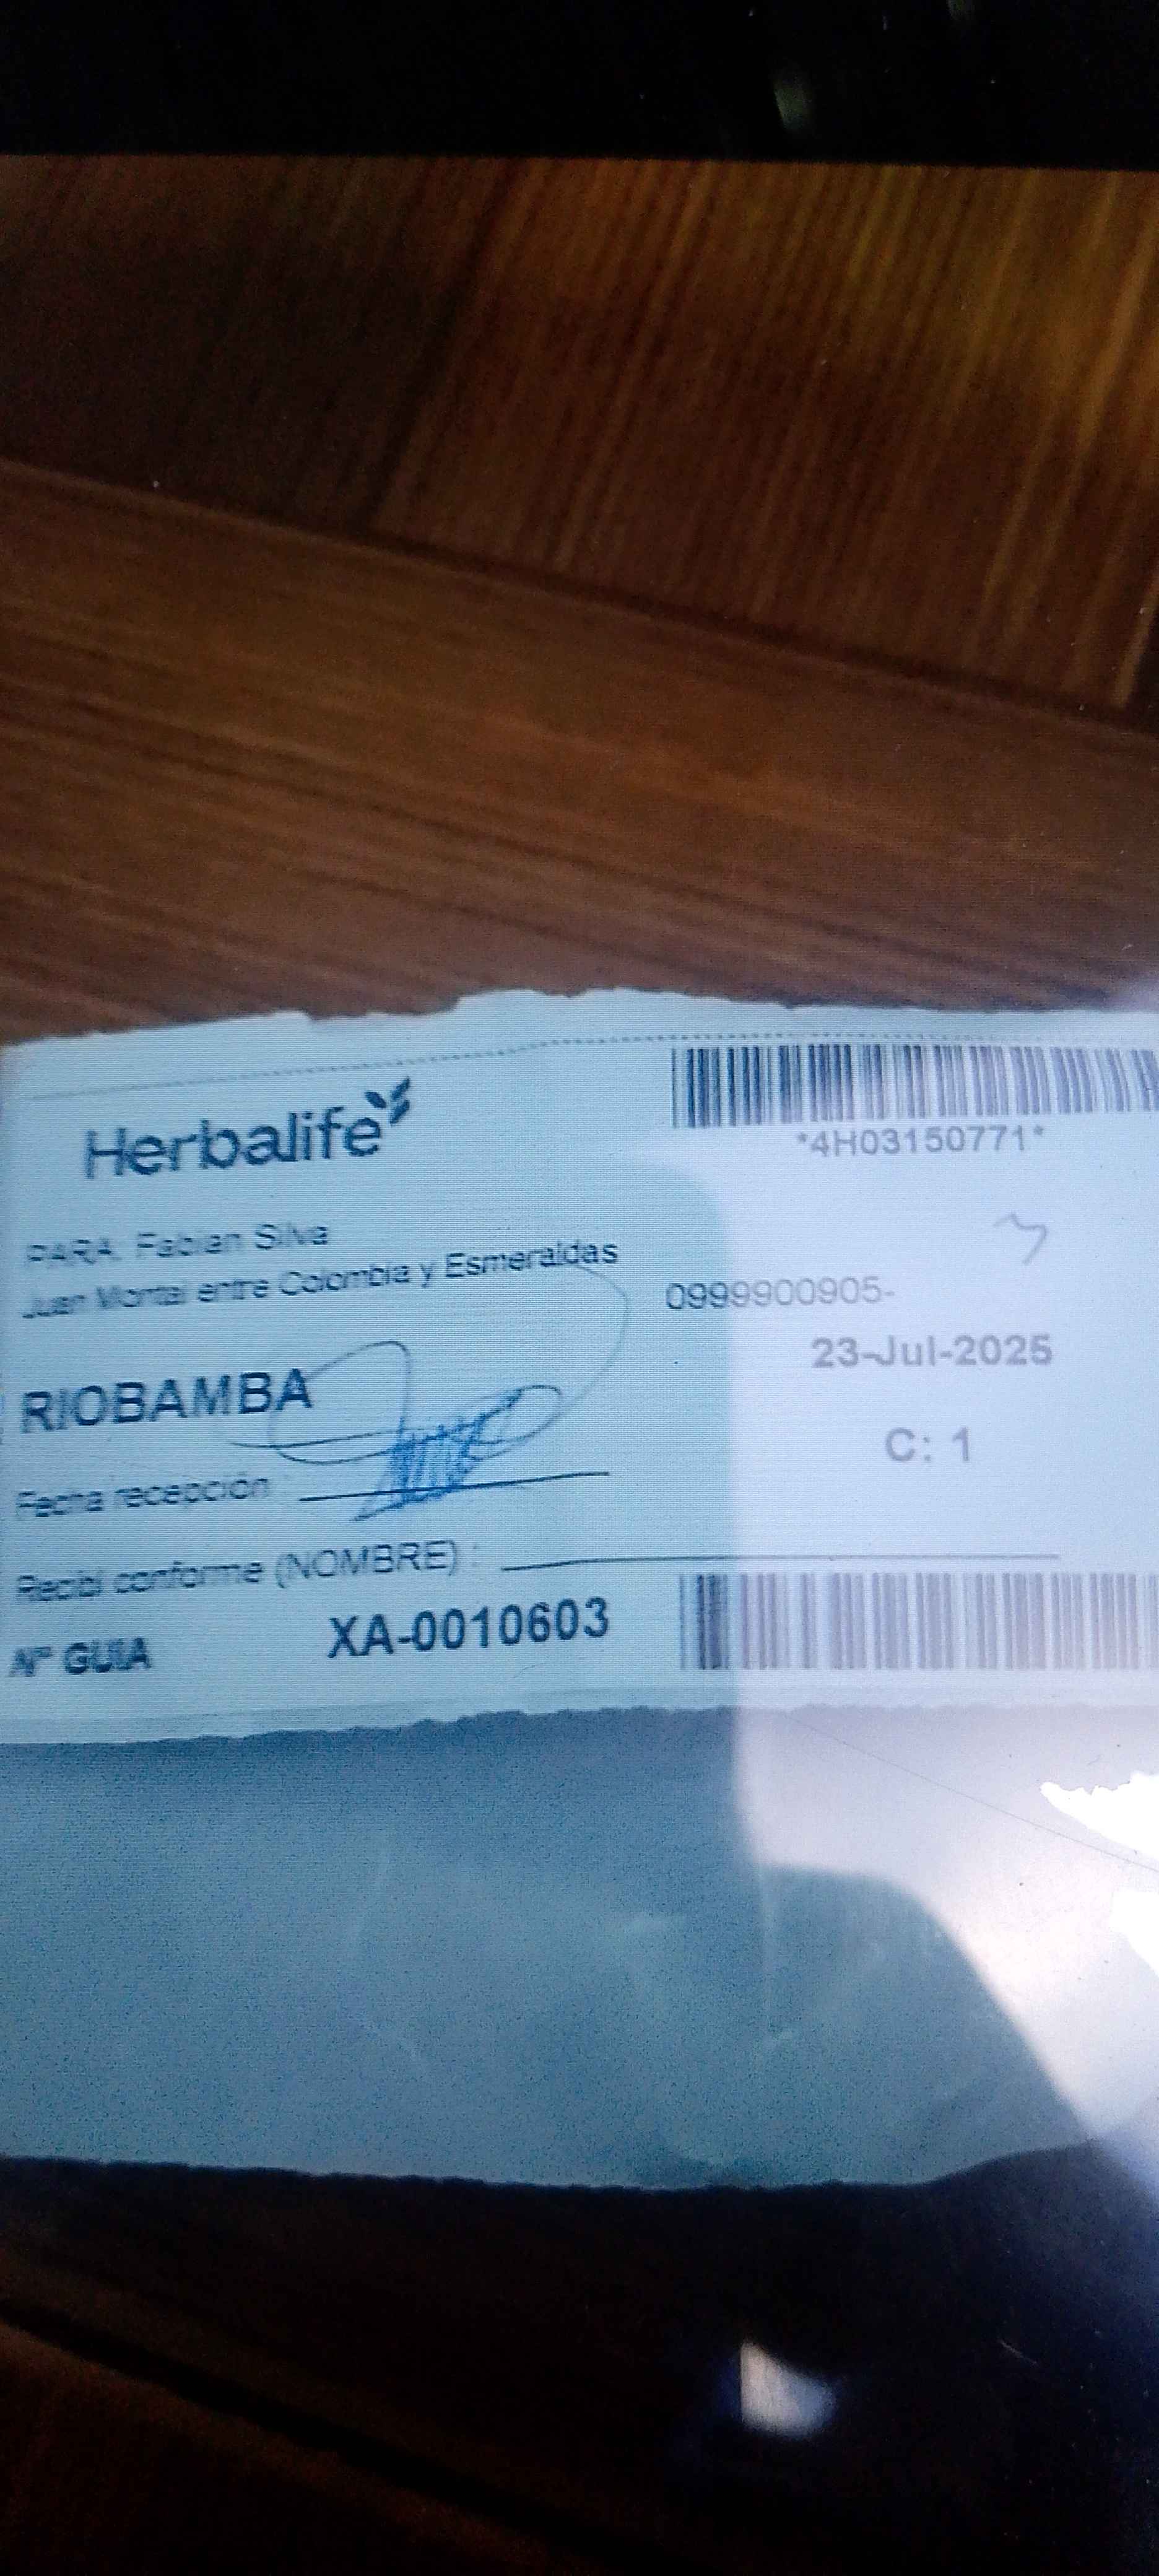 Herbalife
*4H03150771*
PARA: Fabian Silva
Juan Montal entre Colombia y Esmeraldas
0999900905-
23-Jul-2025
RIOBAMBA
C: 1
Fecha recepción :
Recibí conforme (NOMBRE) :
N° GUIA XA-0010603